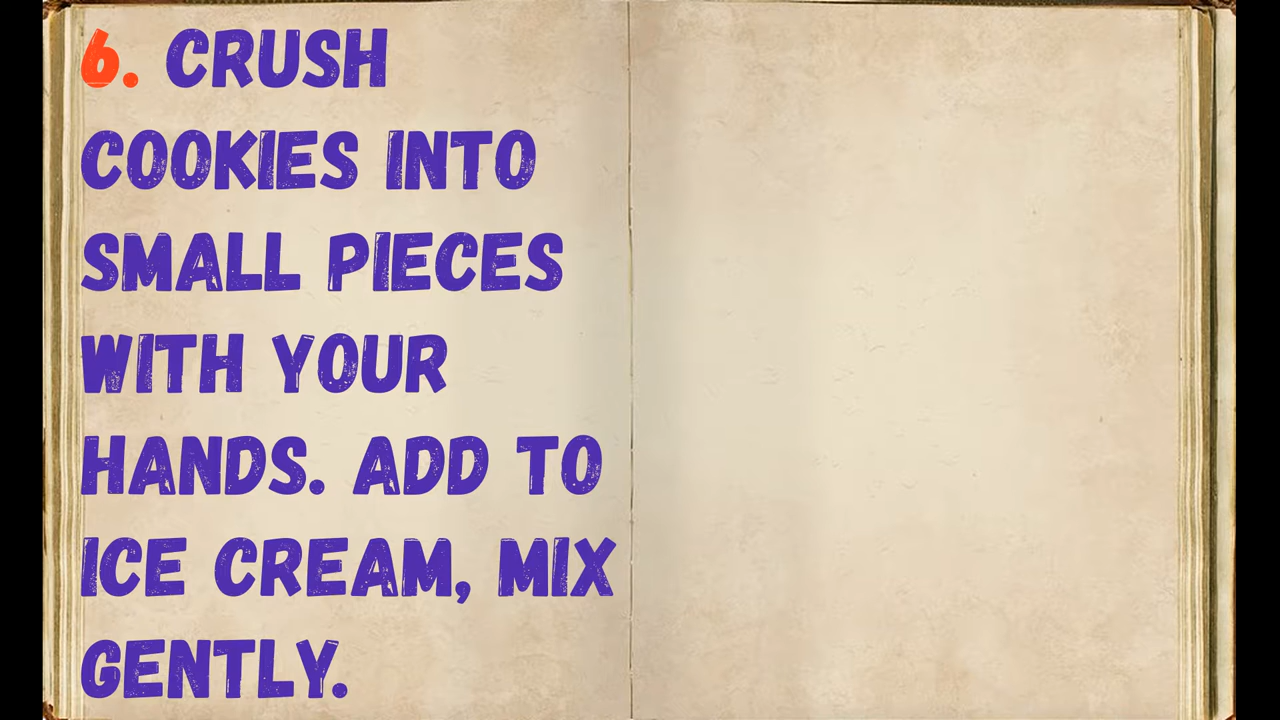 6. CRUSH
COOKIES INTO
SMALL PIECES
WITH YOUR
HANDS. ADD TO
ICE CREAM, MIX
GENTLY.